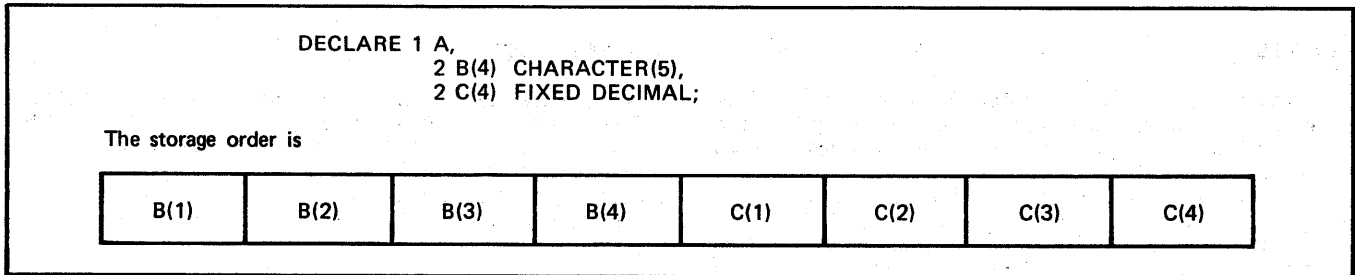 DECLARE 1 A,
2 B(4) CHARACTER(5),
2 C(4) FIXED DECIMAL;
The storage order is
B(1) B(2) B(3) B(4) C(1) C(2) C(3) C(4)